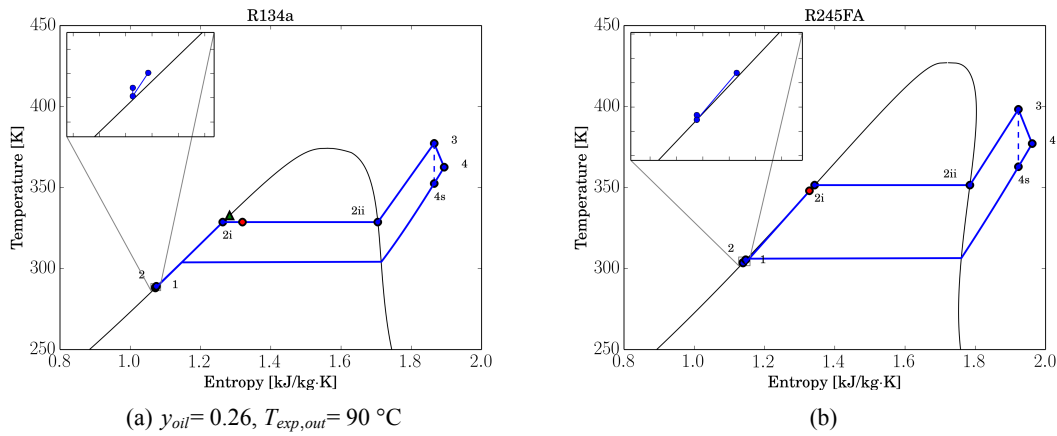 R134a
450
400
350
300
250
Temperature [K]
0.8
1.0
1.2
1.4
1.6
1.8
2.0
Entropy [kJ/kg·K]
2
1
2i
2ii
3
4
4s
(a) y_oil= 0.26, T_exp,out= 90 °C
R245FA
450
400
350
300
250
Temperature [K]
0.8
1.0
1.2
1.4
1.6
1.8
2.0
Entropy [kJ/kg·K]
2
1
2i
2ii
3
4
4s
(b)